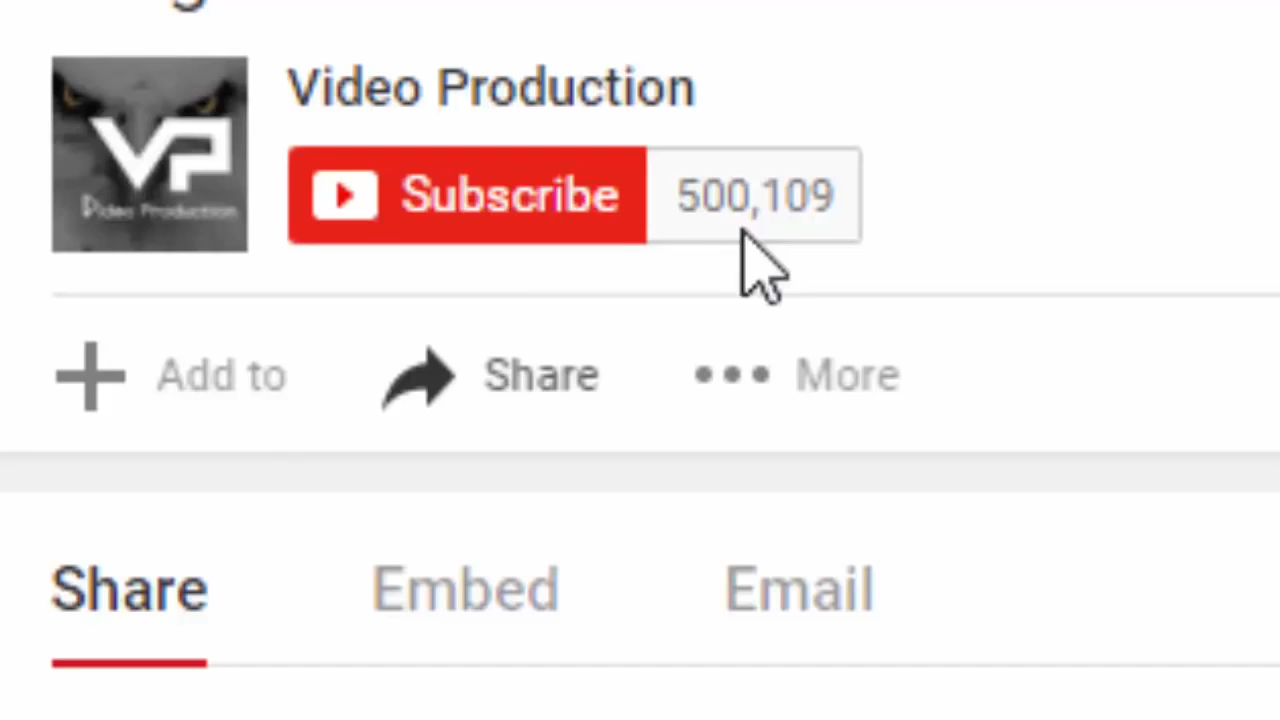 Video Production
VP
Video Production
Subscribe 500,109
Add to Share More
Share Embed Email